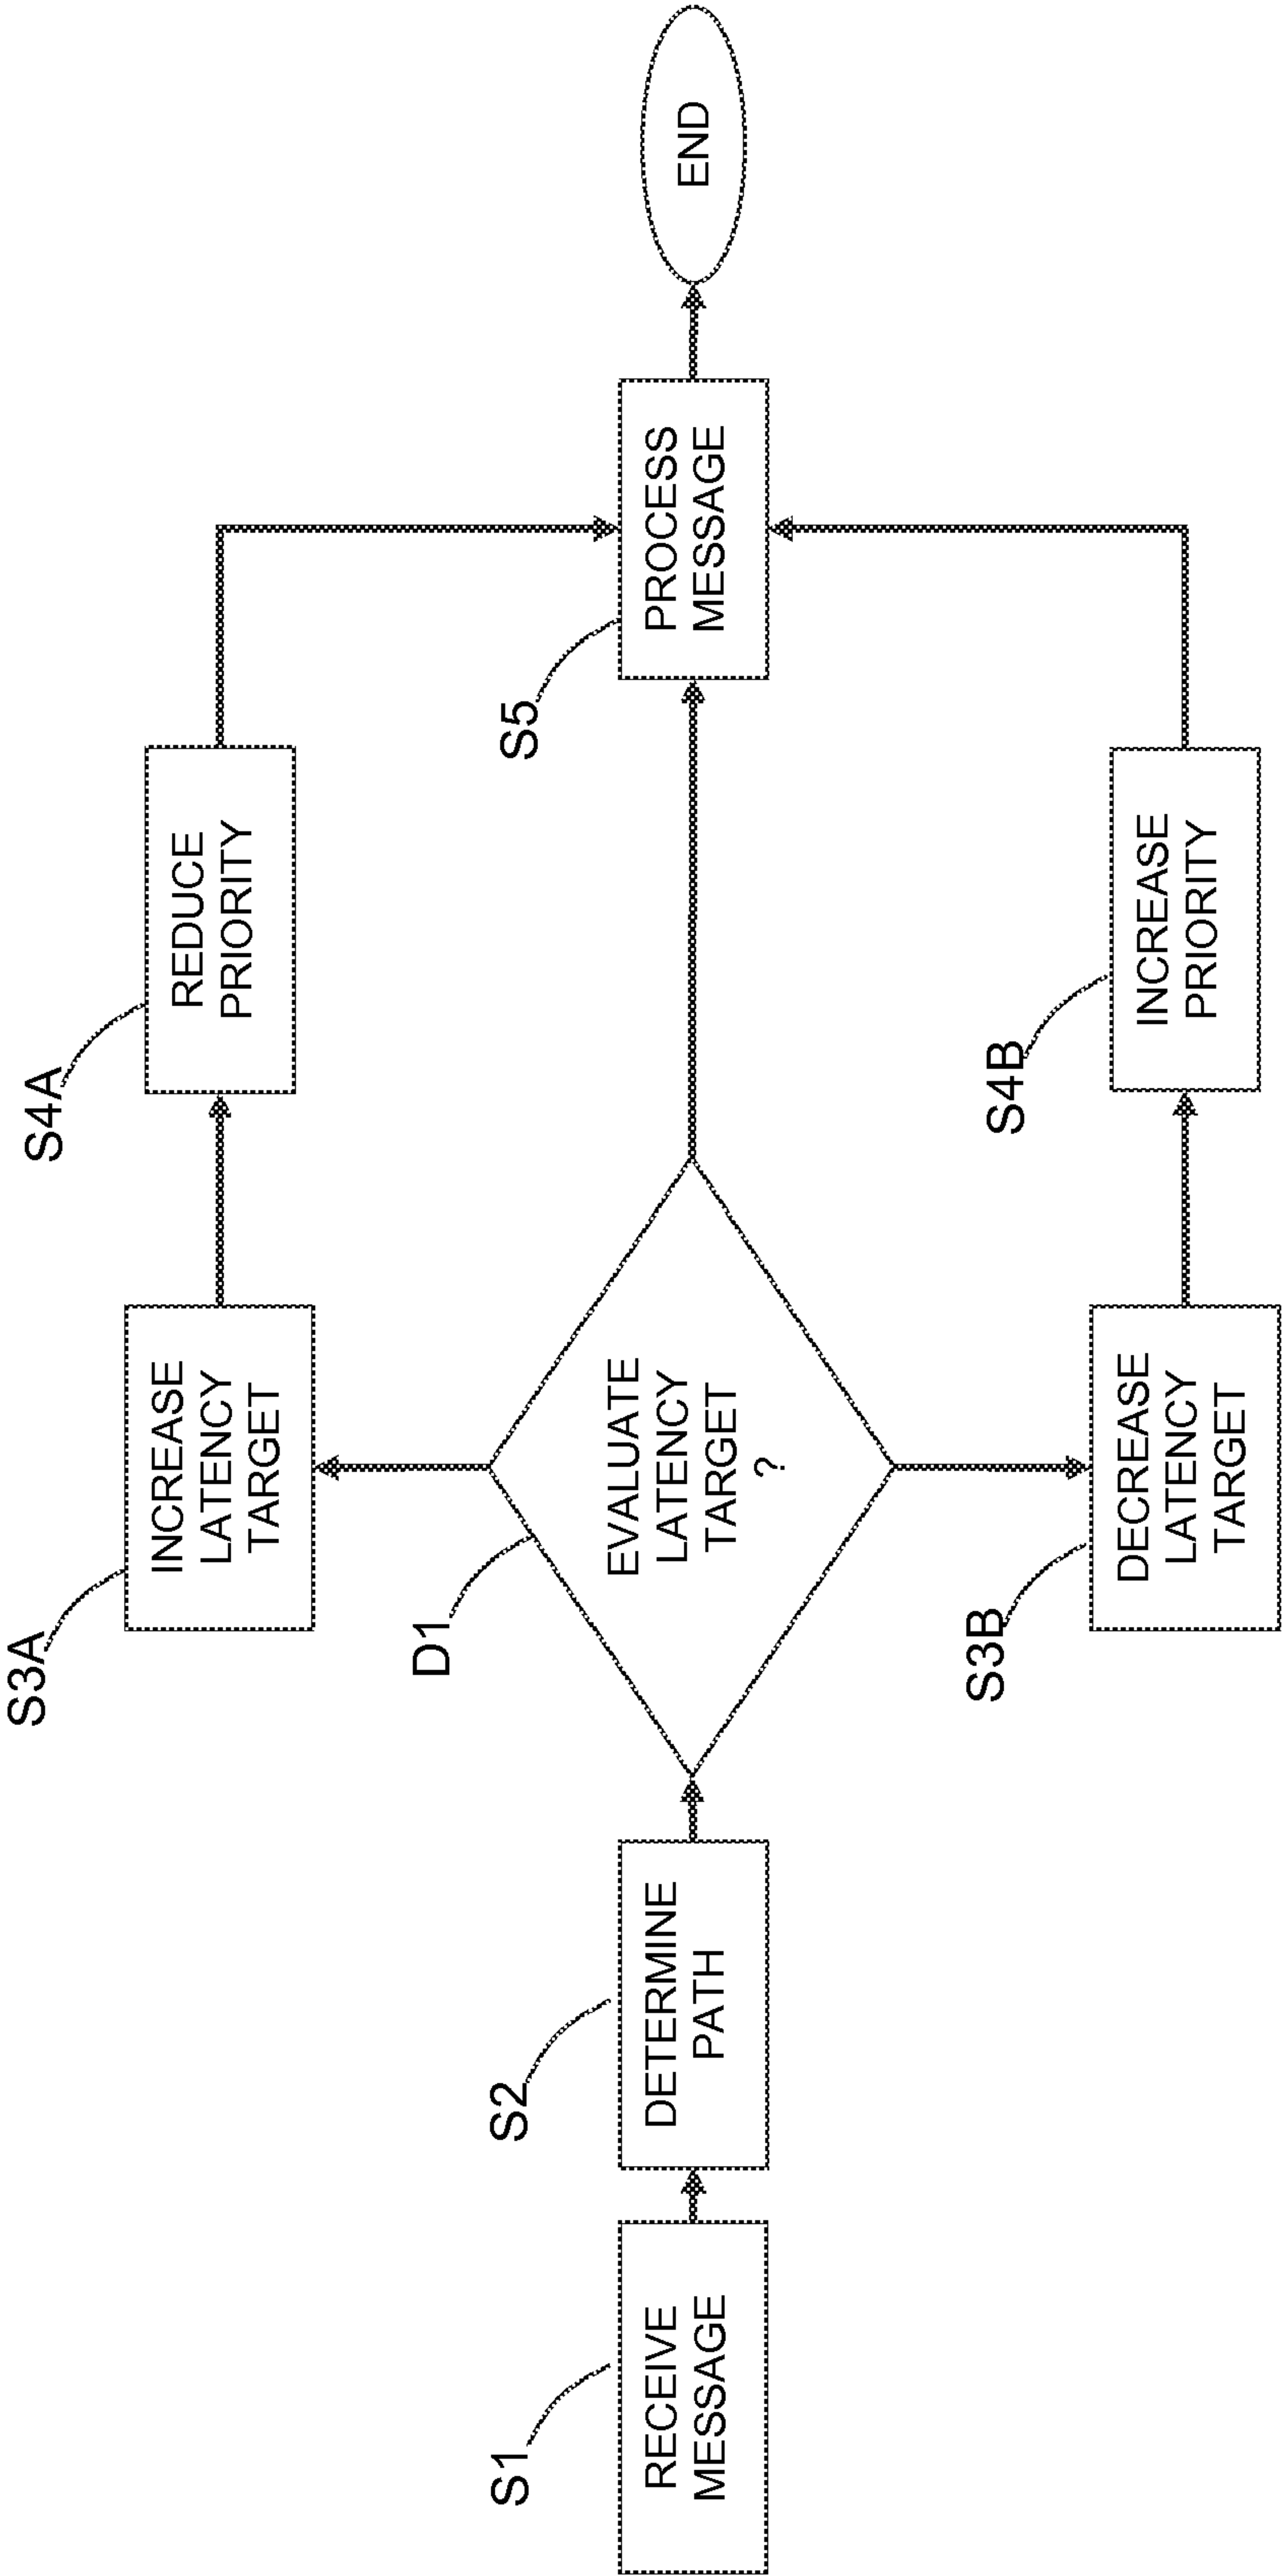 S1
RECEIVE
MESSAGE
S2
DETERMINE
PATH
D1
EVALUATE
LATENCY
TARGET
?
S3A
INCREASE
LATENCY
TARGET
S4A
REDUCE
PRIORITY
S3B
DECREASE
LATENCY
TARGET
S4B
INCREASE
PRIORITY
S5
PROCESS
MESSAGE
END